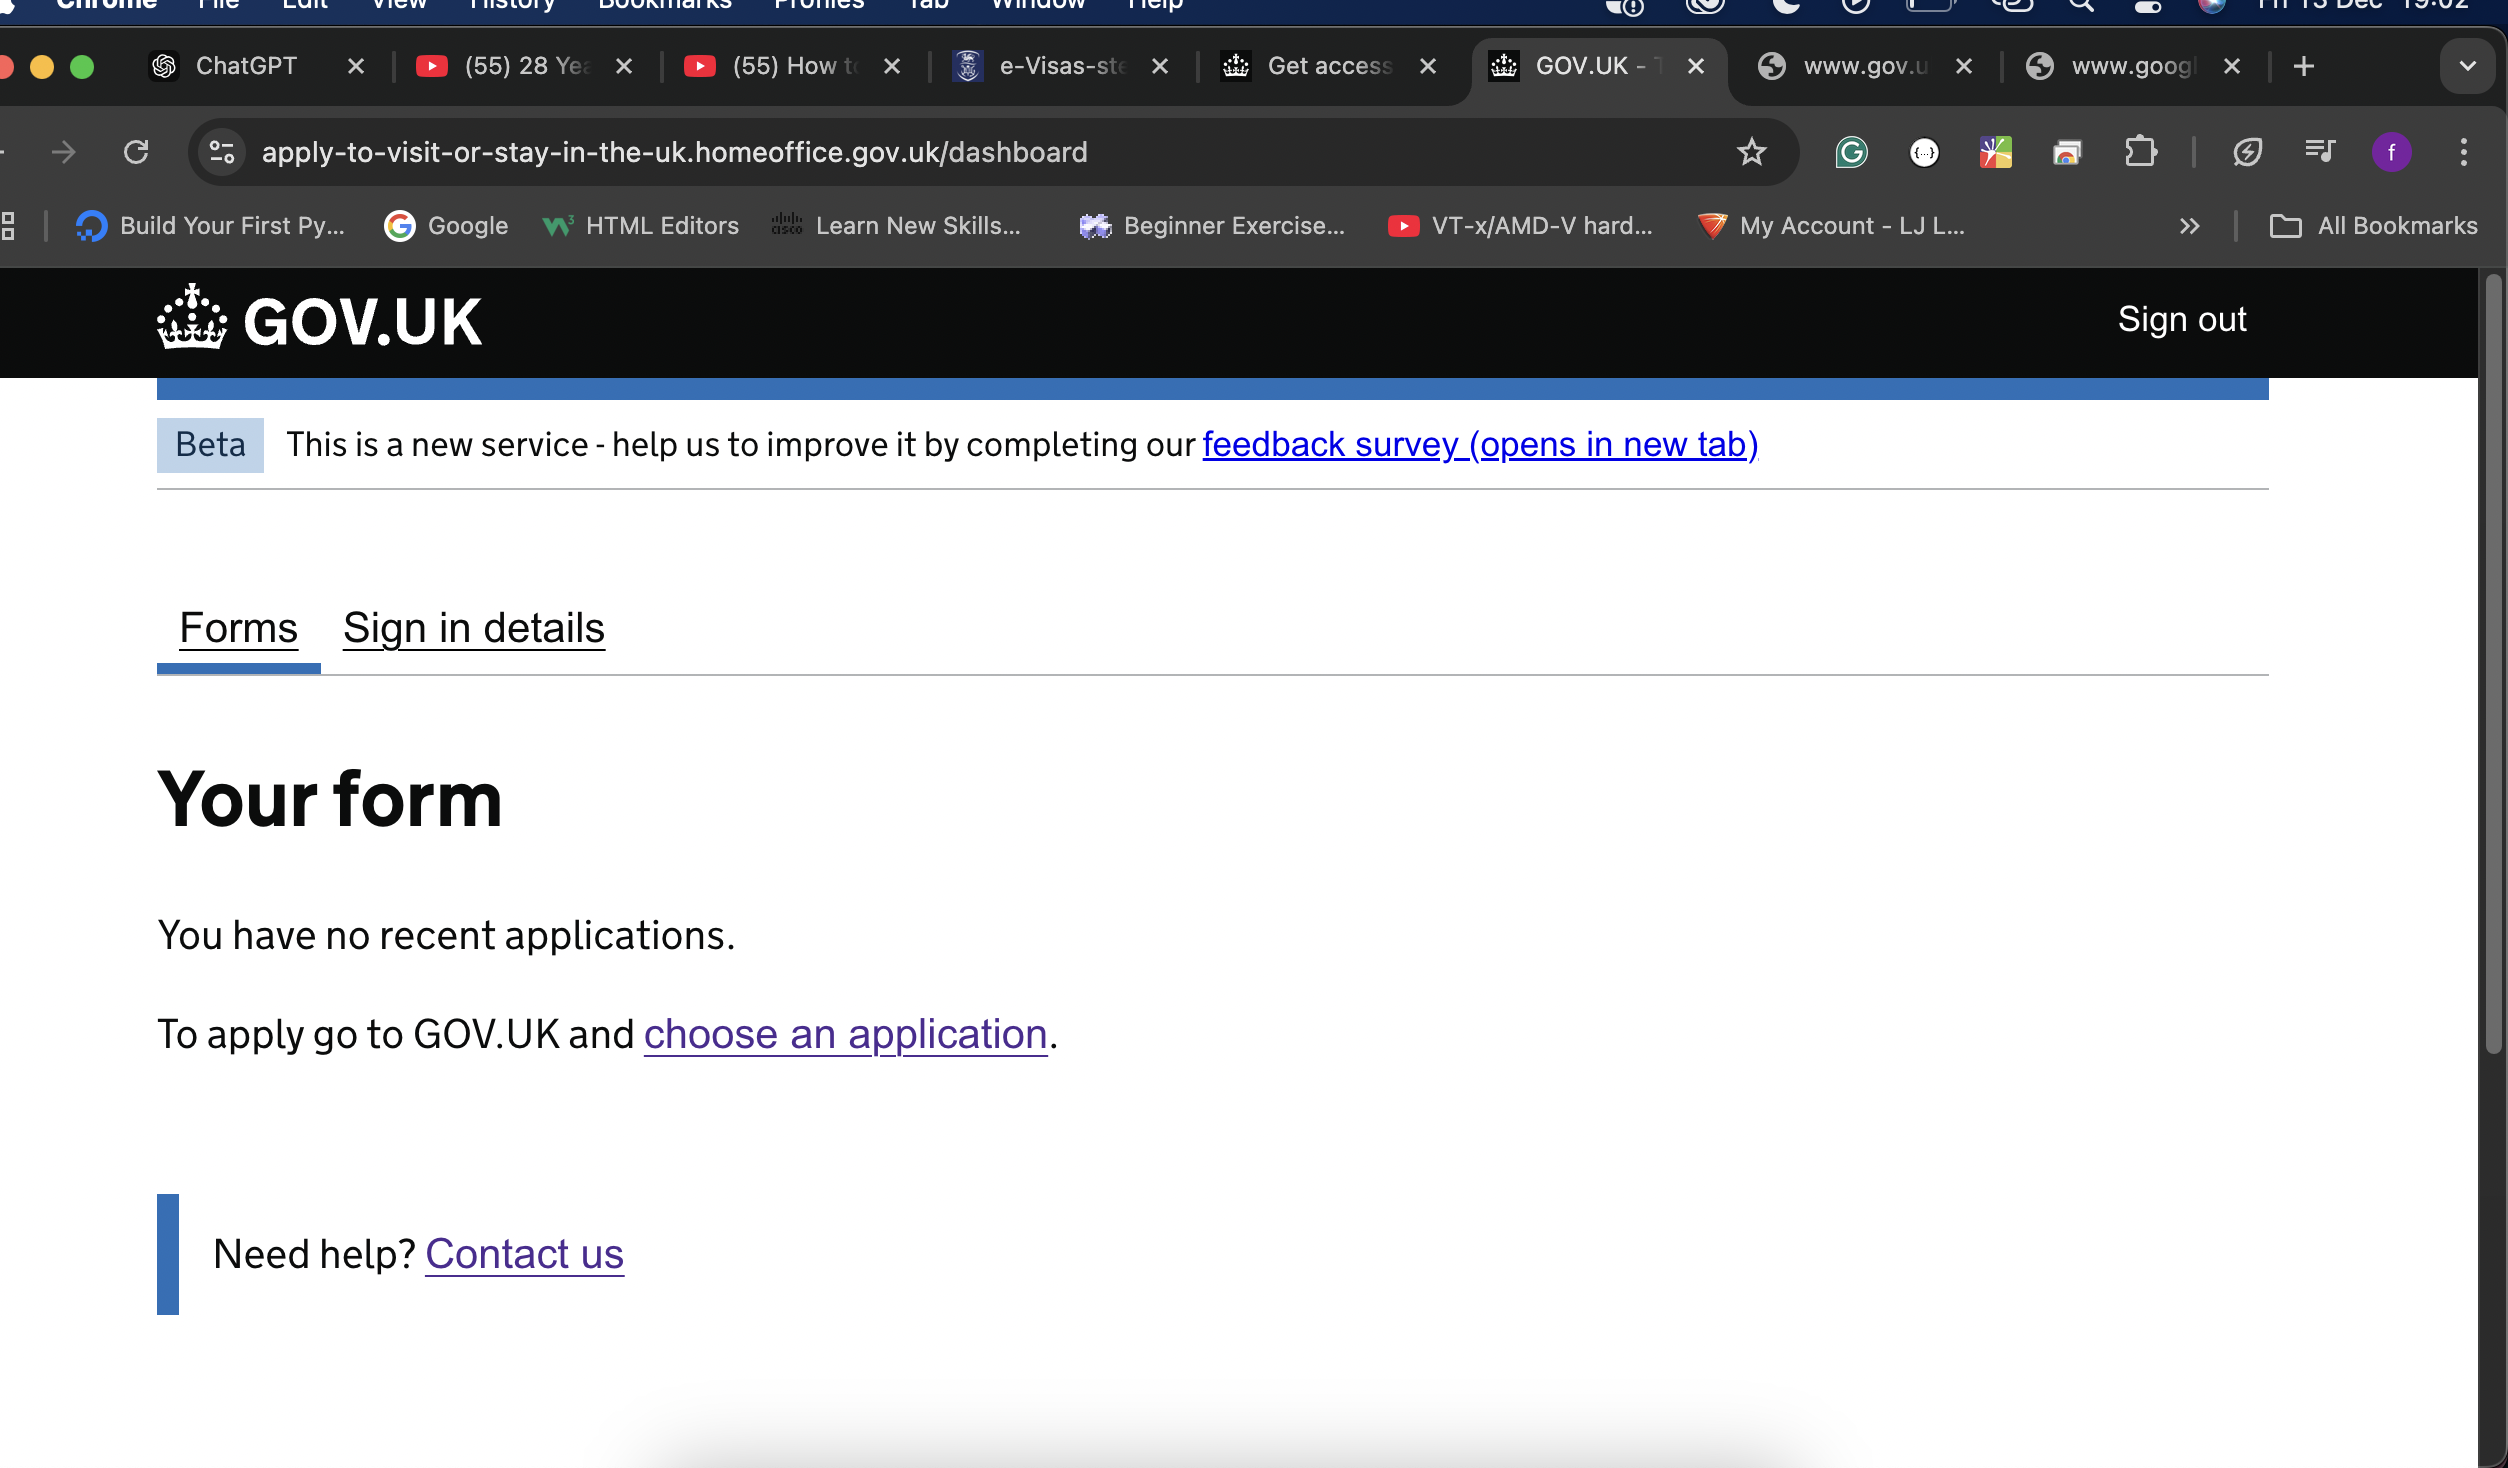 Chrome File Edit View History Bookmarks Profiles Tab Window Help Fri 13 Dec 19:02
ChatGPT (55) 28 Yea (55) How to e-Visas-ste Get access GOV.UK - T www.gov.u www.googl
apply-to-visit-or-stay-in-the-uk.homeoffice.gov.uk/dashboard f
Build Your First Py... Google HTML Editors Learn New Skills... Beginner Exercise... VT-x/AMD-V hard... My Account - LJ L... All Bookmarks
GOV.UK Sign out
Beta This is a new service - help us to improve it by completing our feedback survey (opens in new tab)
Forms Sign in details
Your form
You have no recent applications.
To apply go to GOV.UK and choose an application.
Need help? Contact us